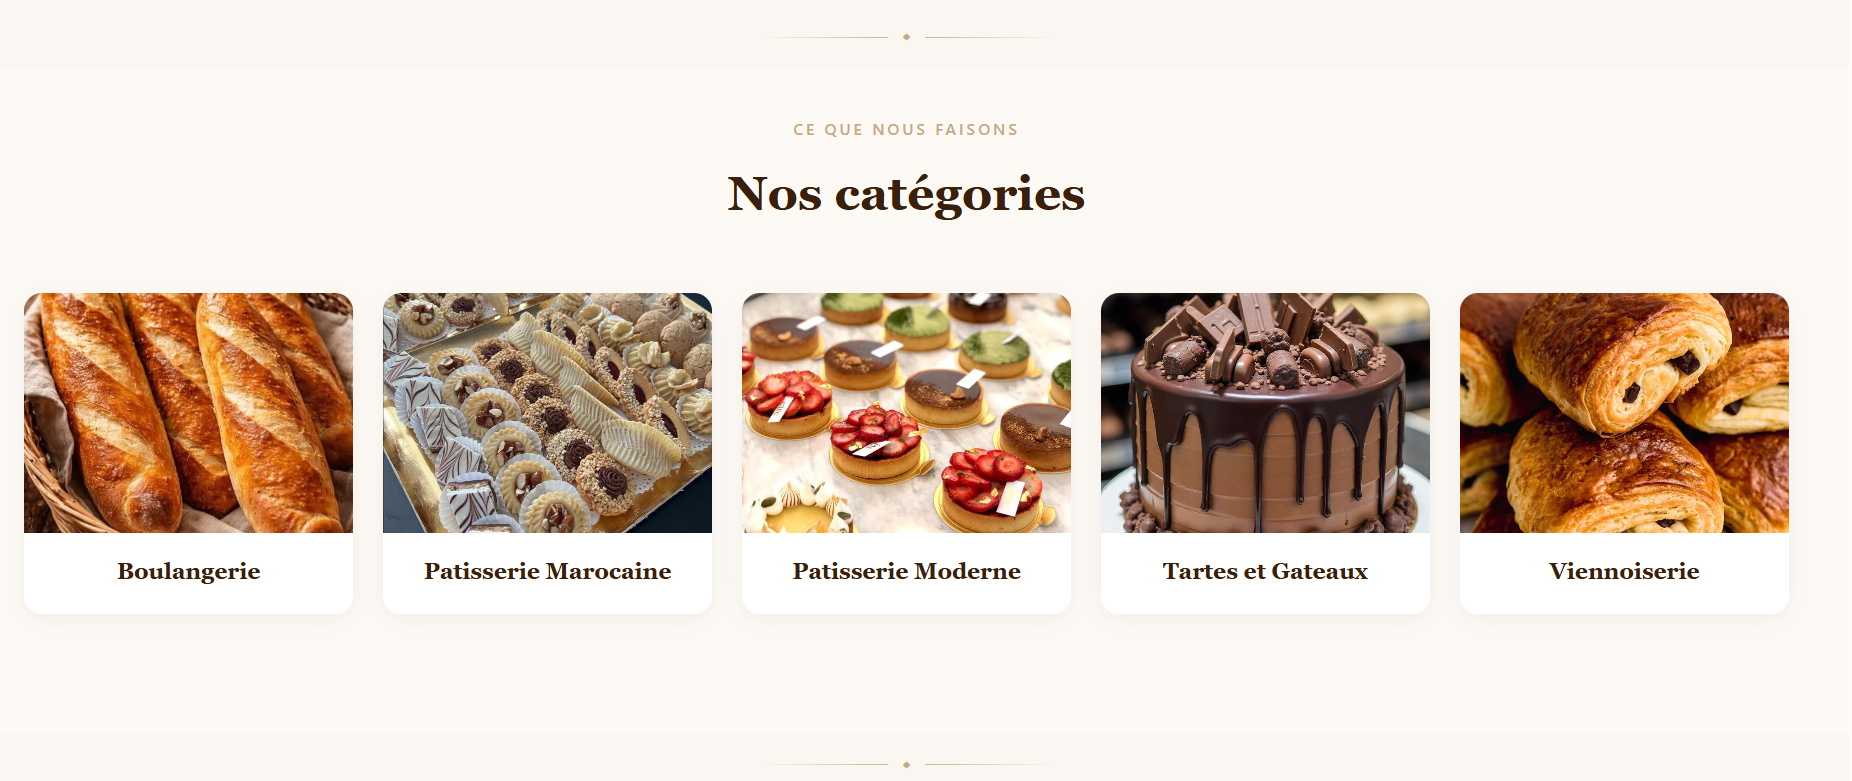 CE QUE NOUS FAISONS
Nos catégories
Boulangerie
Patisserie Marocaine
Patisserie Moderne
Tartes et Gateaux
Viennoiserie